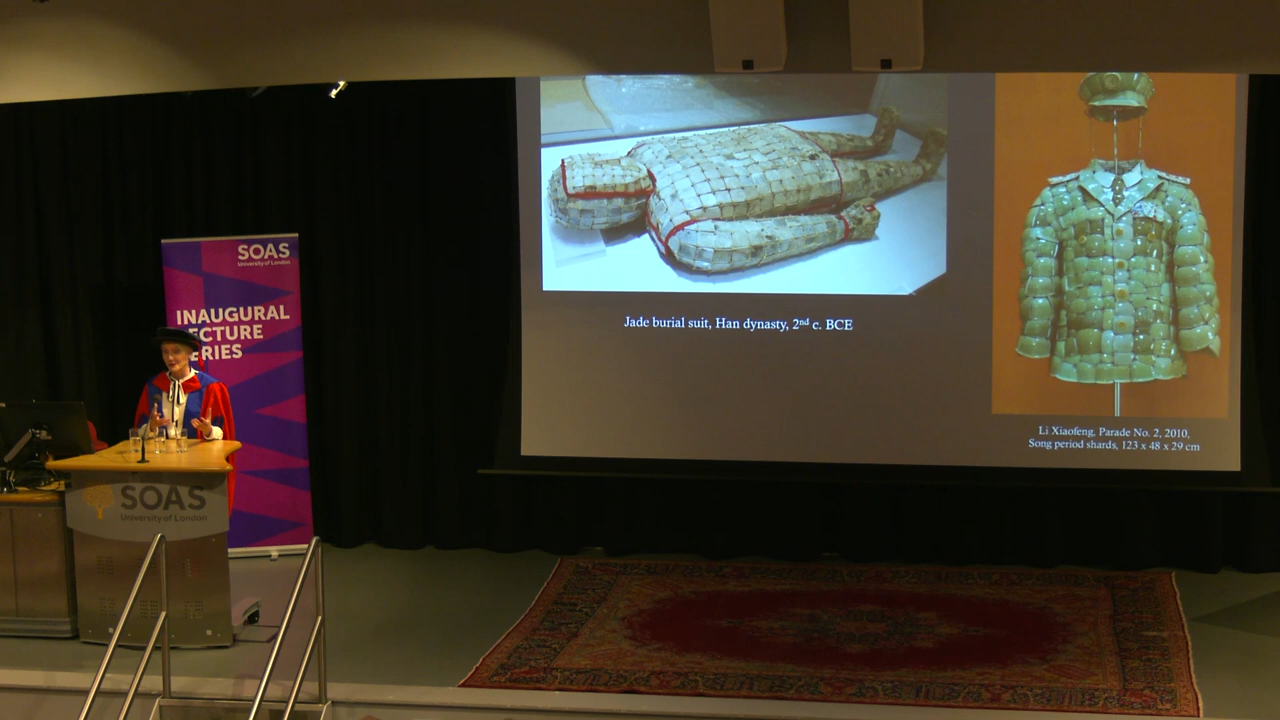 SOAS
University of London
INAUGURAL
ECTURE
ERIES
SOAS
University of London
Jade burial suit, Han dynasty, 2nd c. BCE
Li Xiaofeng, Parade No. 2, 2010,
Song period shards, 123 x 48 x 29 cm